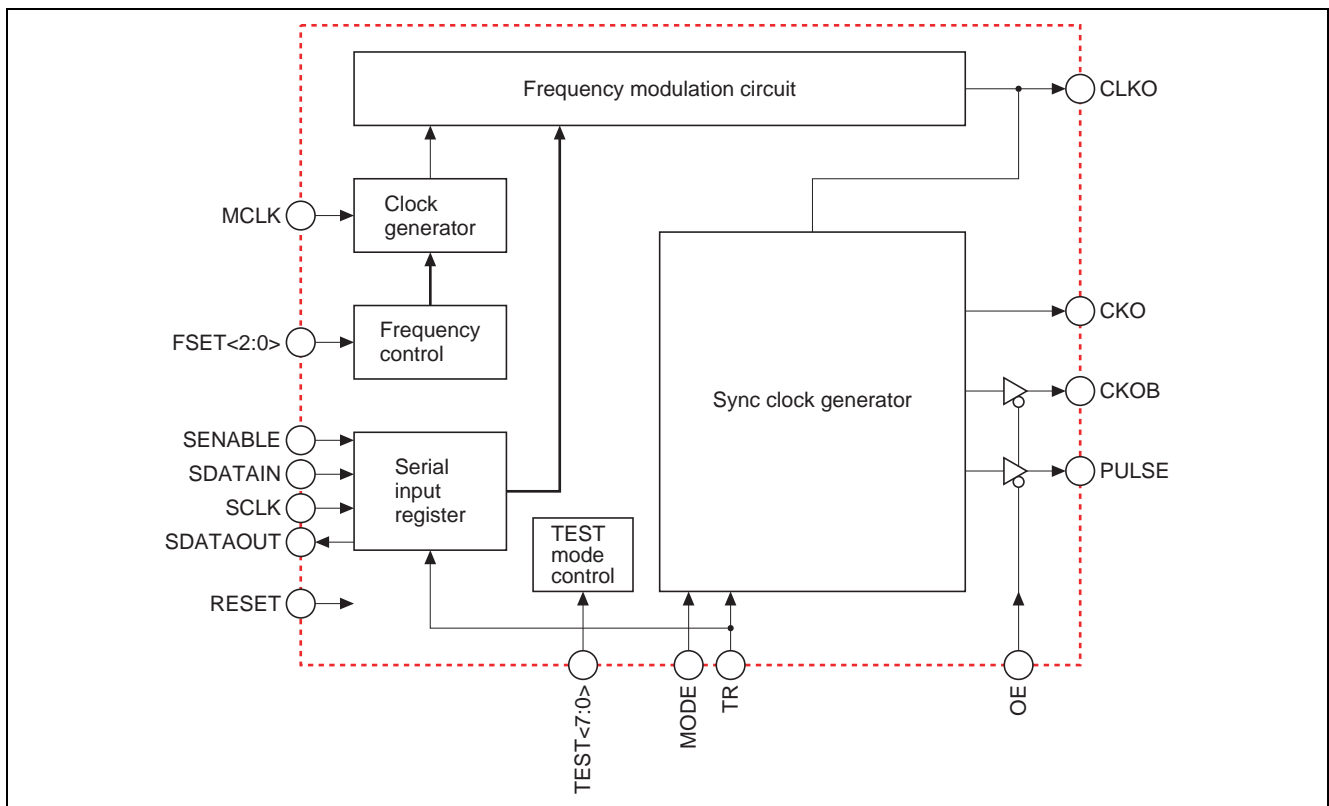 Frequency modulation circuit
CLKO
MCLK
Clock
generator
FSET<2:0>
Frequency
control
CKO
CKOB
Sync clock generator
PULSE
SENABLE
SDATAIN
SCLK
SDATAOUT
Serial
input
register
TEST
mode
control
RESET
TEST<7:0>
MODE
TR
OE